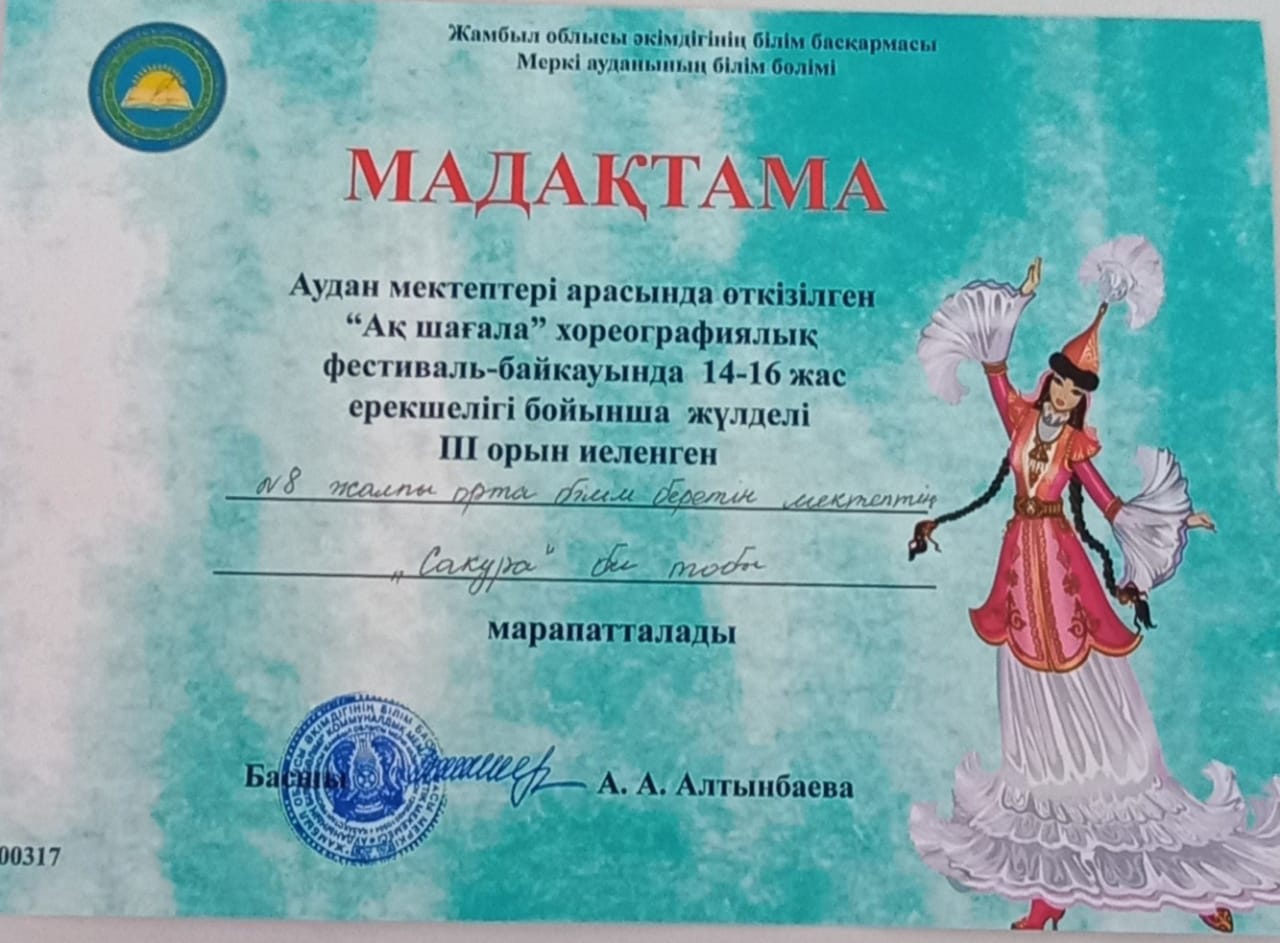 Жамбыл облысы әкімдігінің білім басқармасы
Меркі ауданының білім бөлімі
МАДАҚТАМА
Аудан мектептері арасында өткізілген
“Ақ шағала” хореографиялық
фестиваль-байкауында 14-16 жас
ерекшелігі бойынша жүлделі
III орын иеленген
№8 жалпы орта білім беретін мектептің
„Сакура" би тобы
марапатталады
Басшы А. А. Алтынбаева
00317